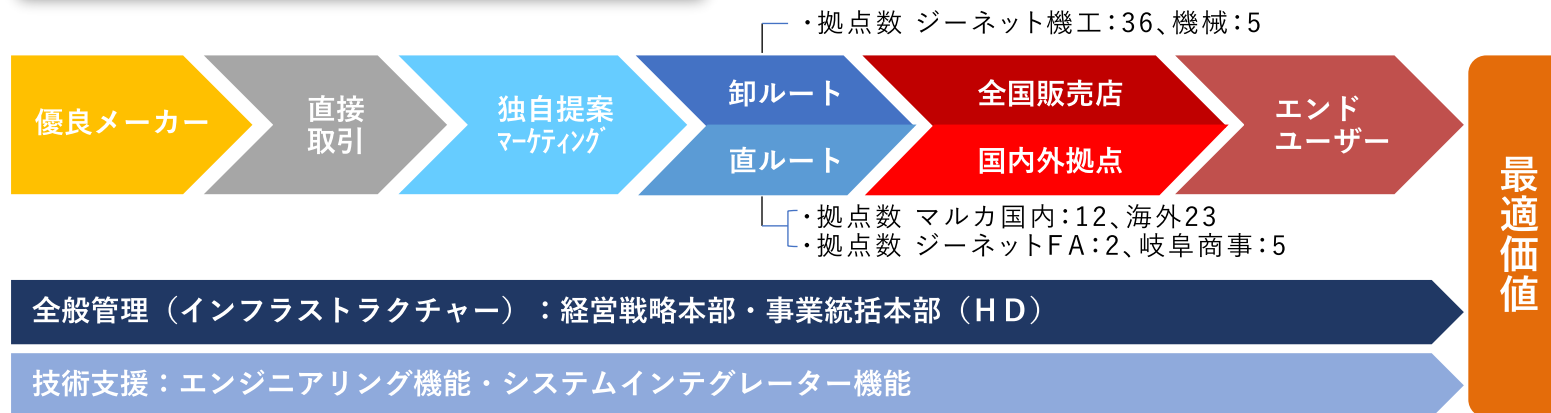 ・拠点数 ジーネット機工：36、機械：5
優良メーカー
直接
取引
独自提案
ﾏｰｹﾃｨﾝｸﾞ
卸ルート
直ルート
全国販売店
国内外拠点
エンド
ユーザー
・拠点数 マルカ国内：12、海外23
・拠点数 ジーネットＦＡ：2、岐阜商事：5
最適価値
全般管理（インフラストラクチャー）：経営戦略本部・事業統括本部（ＨＤ）
技術支援：エンジニアリング機能・システムインテグレーター機能